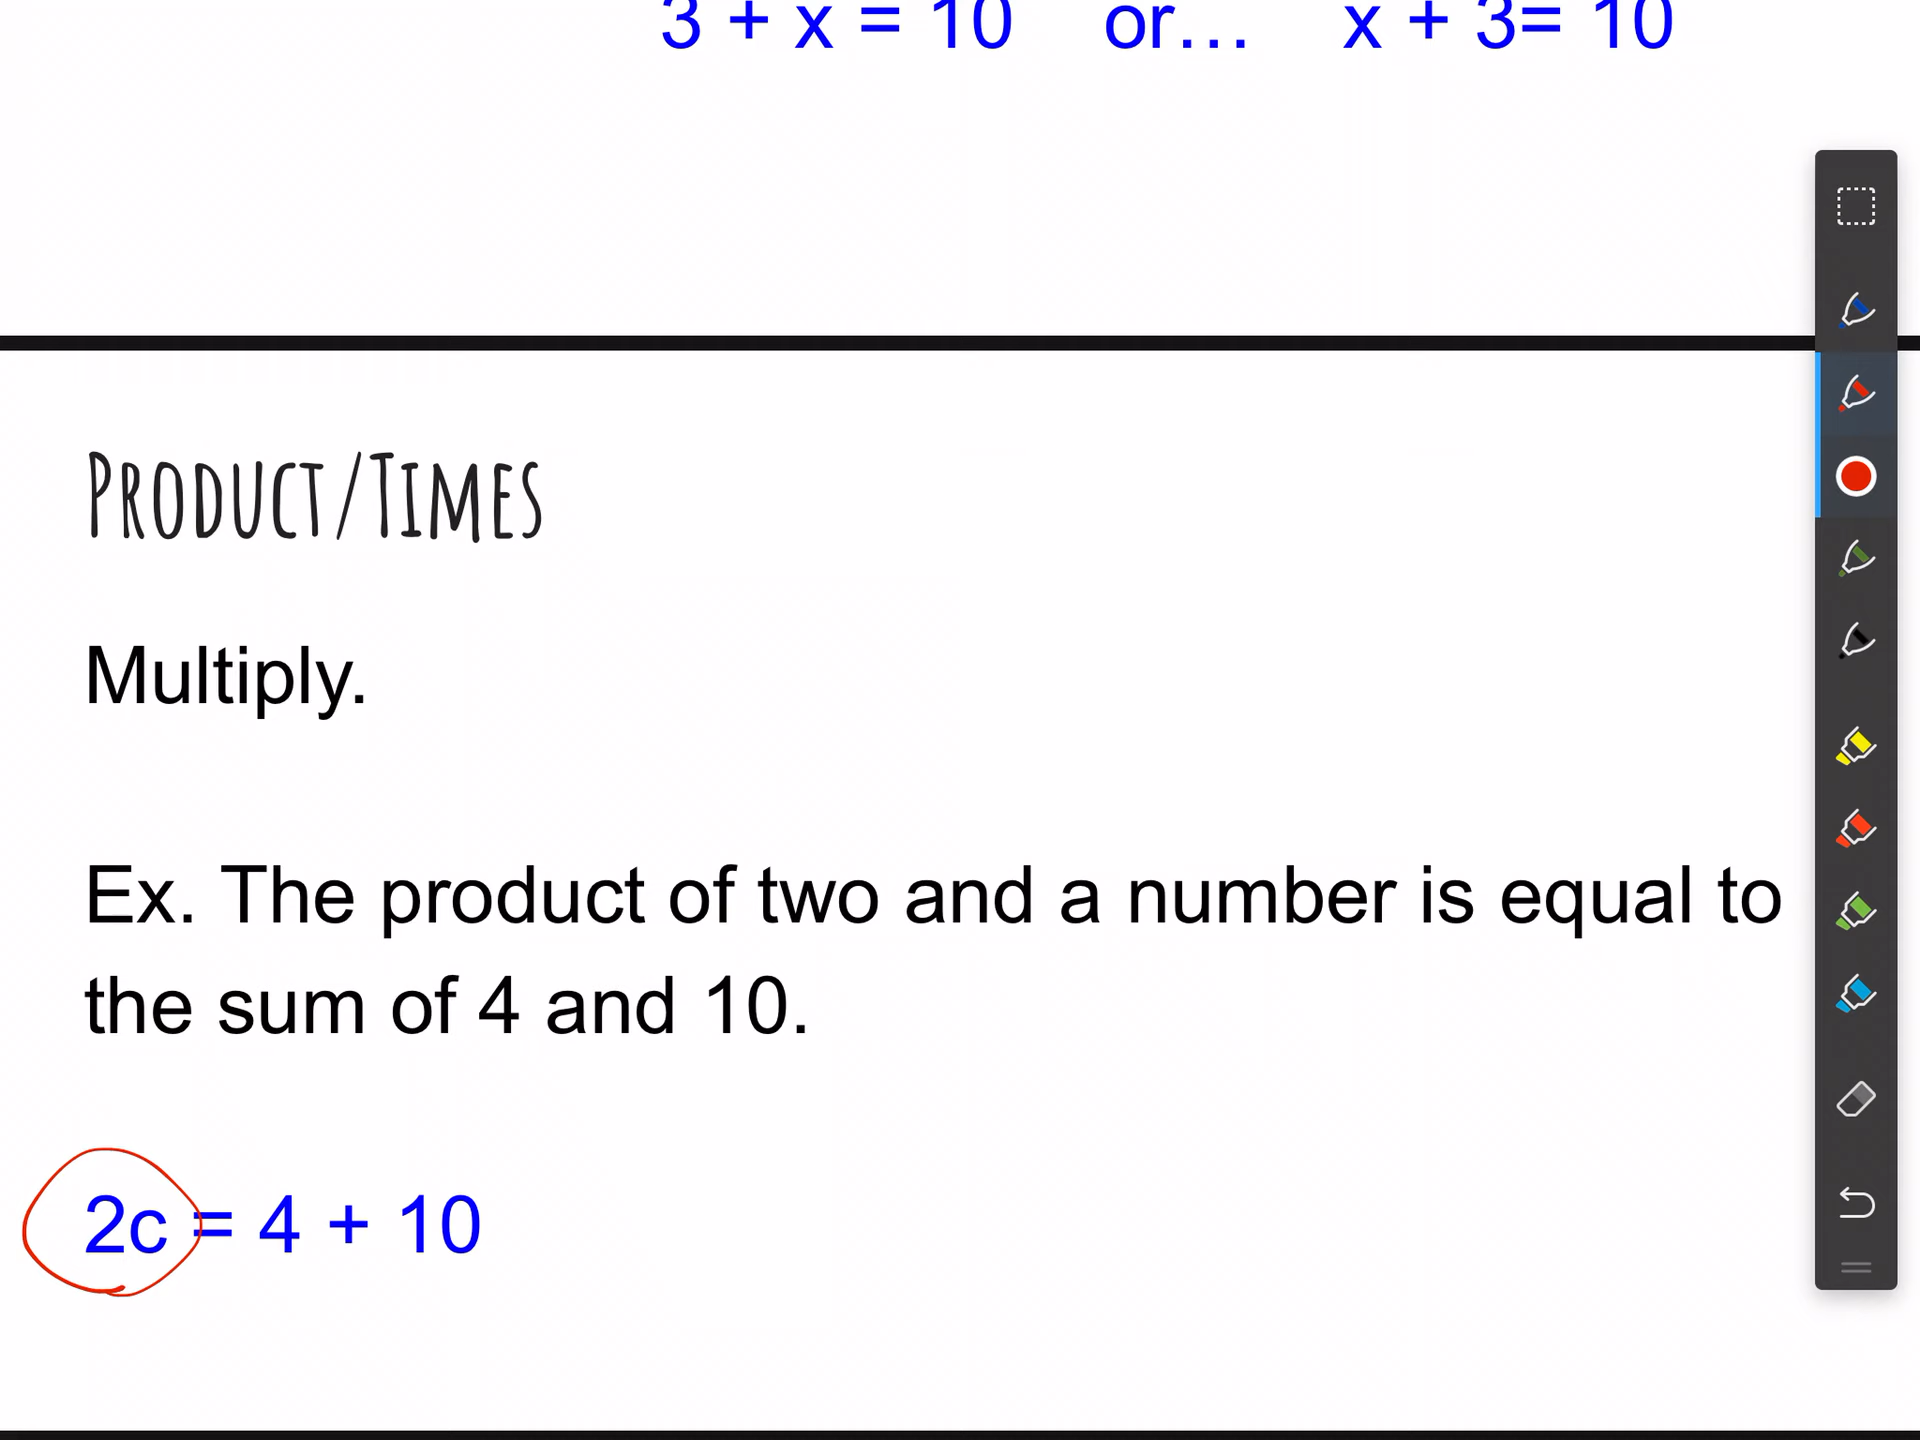 3 + x = 10 or… x + 3= 10
Product/Times
Multiply.
Ex. The product of two and a number is equal to
the sum of 4 and 10.
2c = 4 + 10